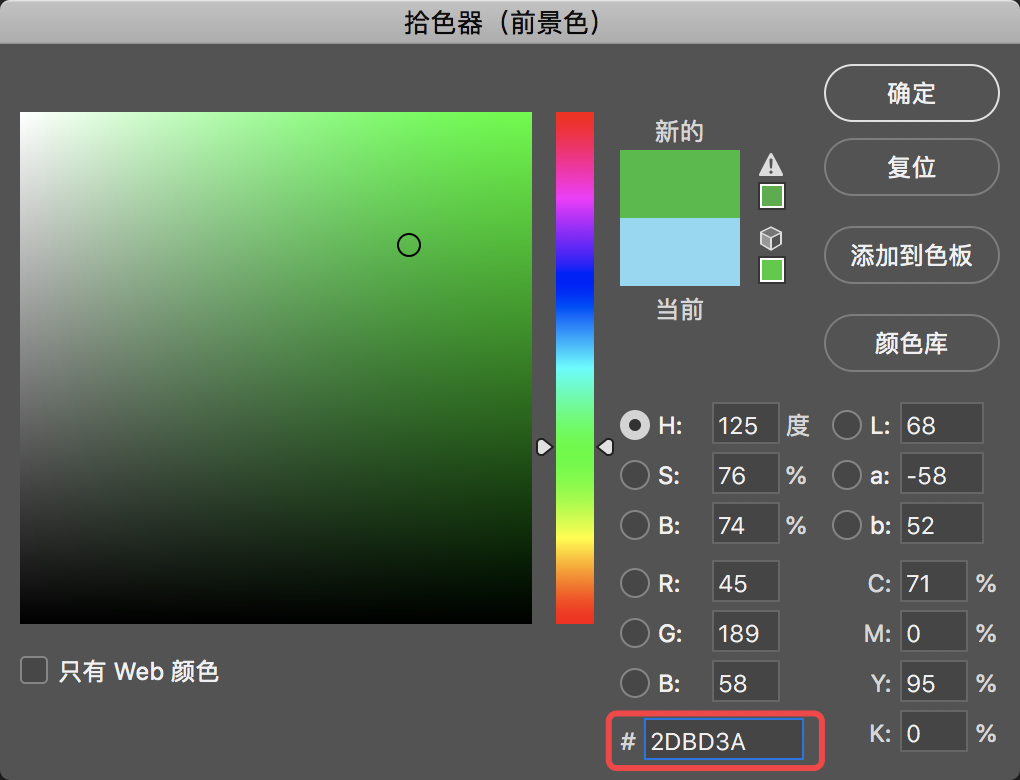 拾色器（前景色）
新的
当前
确定
复位
添加到色板
颜色库
H: 125 度 L: 68
S: 76 % a: -58
B: 74 % b: 52
R: 45 C: 71 %
G: 189 M: 0 %
B: 58 Y: 95 %
# 2DBD3A K: 0 %
只有 Web 颜色